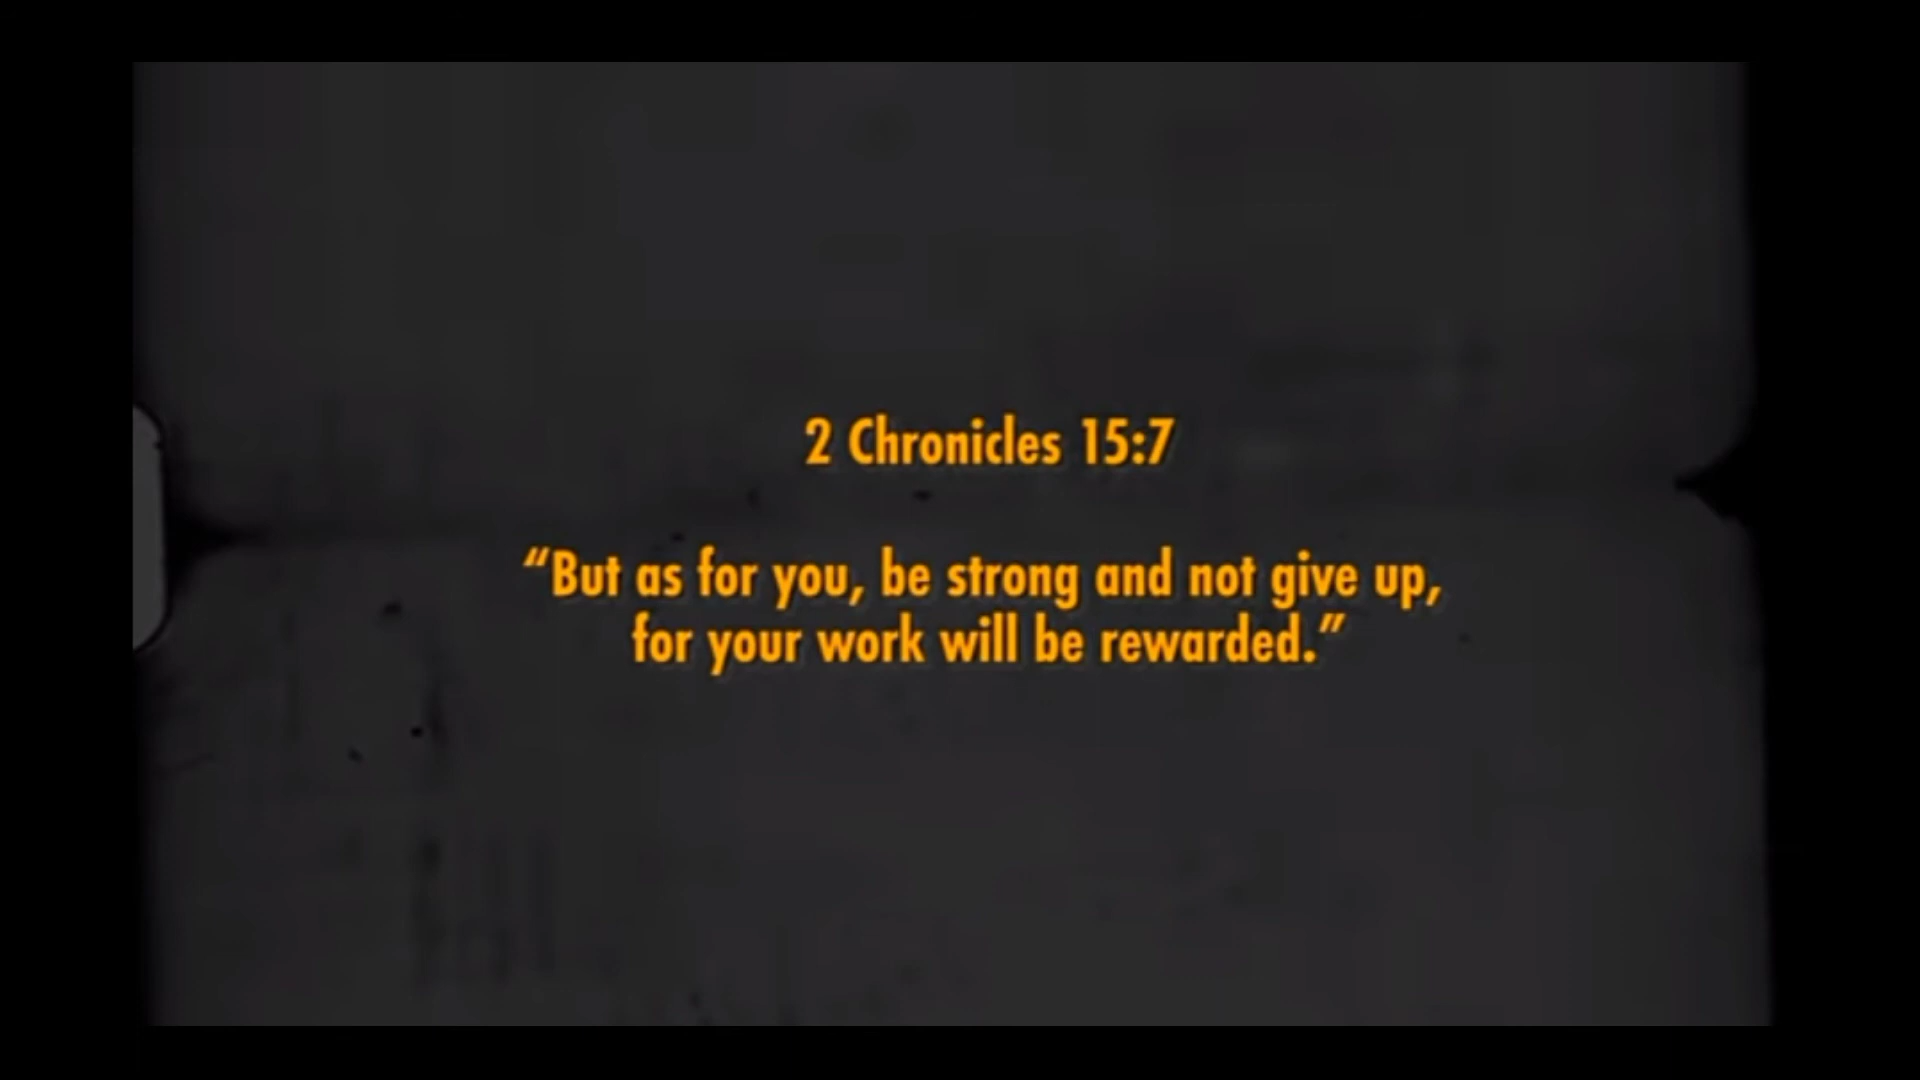 2 Chronicles 15:7
“But as for you, be strong and not give up,
for your work will be rewarded.”